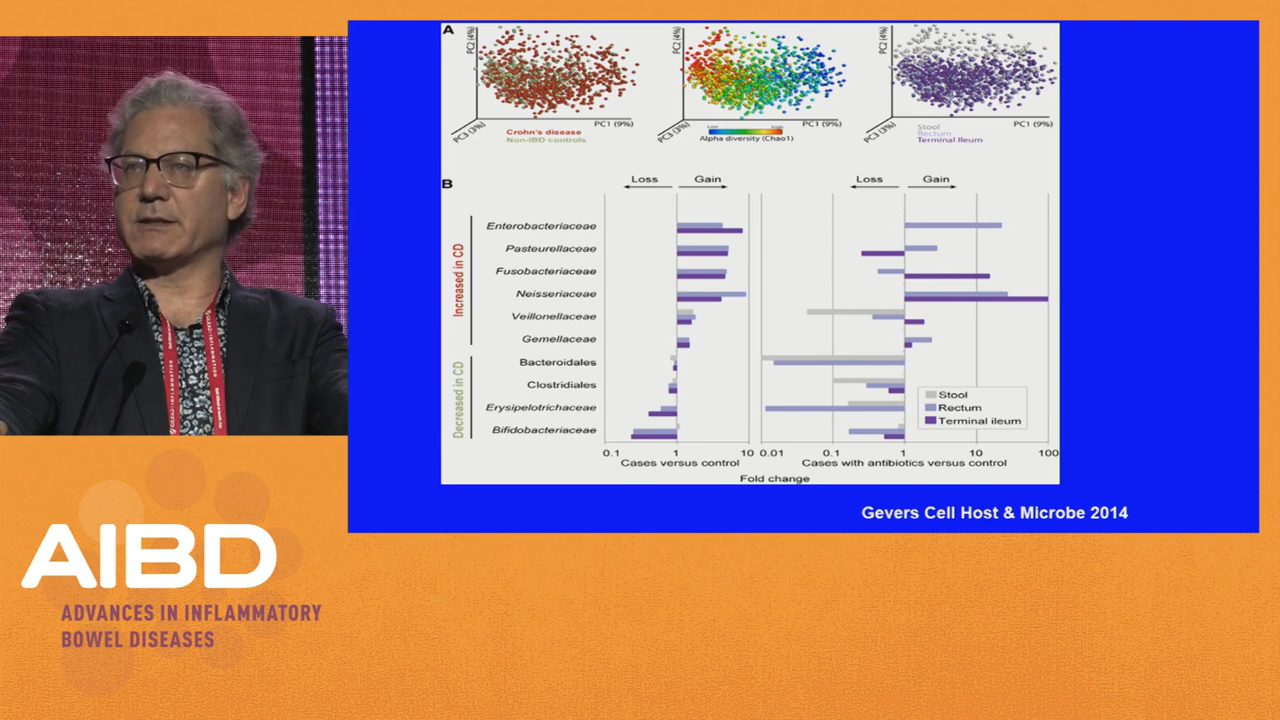 A
PC2 (4%)
PC3 (3%)
PC1 (9%)
Crohn's disease
Non-IBD controls
PC2 (4%)
PC3 (3%)
PC1 (9%)
Low
high
Alpha diversity (Chao1)
PC2 (4%)
PC3 (3%)
PC1 (9%)
Stool
Rectum
Terminal Ileum
B
Loss
Gain
Loss
Gain
Increased in CD
Enterobacteriaceae
Pasteurellaceae
Fusobacteriaceae
Neisseriaceae
Veillonellaceae
Gemellaceae
Decreased in CD
Bacteroidales
Clostridiales
Erysipelotrichaceae
Bifidobacteriaceae
Stool
Rectum
Terminal ileum
0.1 1 10
0.01 0.1 1 10 100
Cases versus control
Cases with antibiotics versus control
Fold change
Gevers Cell Host & Microbe 2014
AIBD
ADVANCES IN INFLAMMATORY
BOWEL DISEASES